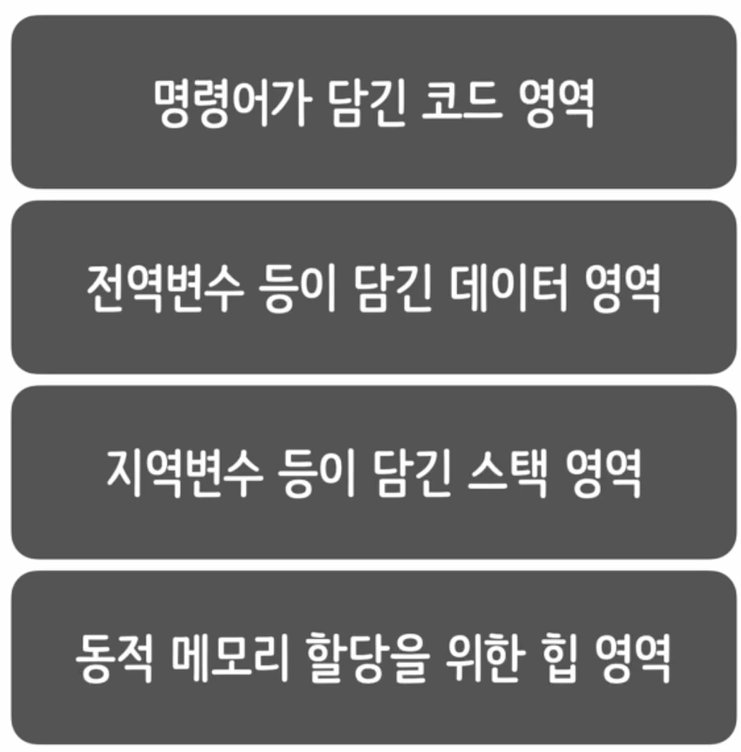 명령어가 담긴 코드 영역
전역변수 등이 담긴 데이터 영역
지역변수 등이 담긴 스택 영역
동적 메모리 할당을 위한 힙 영역